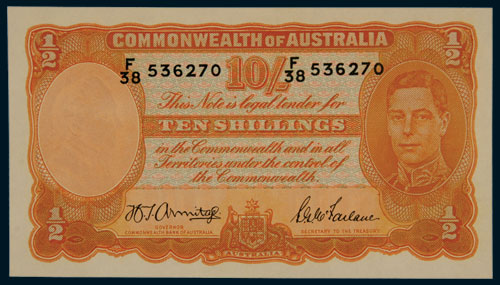 COMMONWEALTH OF AUSTRALIA
1/2
1/2
F/38 536270
10/-
F/38 536270
This Note is legal tender for
TEN SHILLINGS
in the Commonwealth and in all
Territories under the control of
the Commonwealth.
1/2
1/2
H.T. Armitage
GOVERNOR
COMMONWEALTH BANK OF AUSTRALIA
S.G. McFarlane
SECRETARY TO THE TREASURY
AUSTRALIA